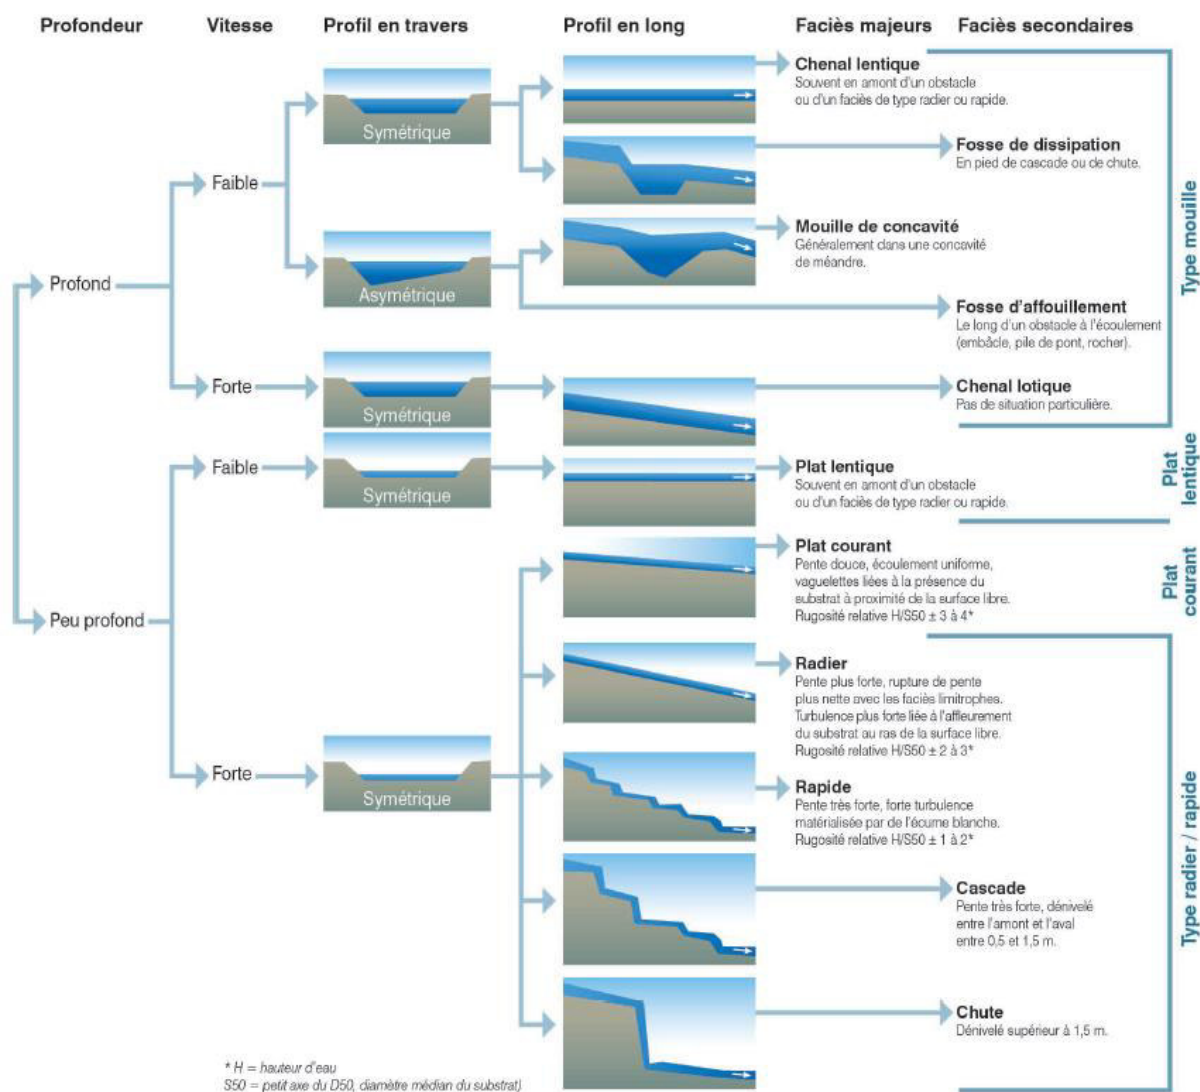 Profondeur Vitesse Profil en travers Profil en long Faciès majeurs Faciès secondaires
Chenal lentique
Souvent en amont d'un obstacle
ou d'un faciès de type radier ou rapide.
Symétrique
Fosse de dissipation
En pied de cascade ou de chute.
Faible
Mouille de concavité
Généralement dans une concavité
de méandre.
Type mouille
Profond
Asymétrique
Fosse d'affouillement
Le long d'un obstacle à l'écoulement
(embâcle, pile de pont, rocher).
Forte
Symétrique
Chenal lotique
Pas de situation particulière.
Faible
Symétrique
Plat lentique
Souvent en amont d'un obstacle
ou d'un faciès de type radier ou rapide.
Plat
lentique
Plat courant
Pente douce, écoulement uniforme,
vaguelettes liées à la présence du
substrat à proximité de la surface libre.
Rugosité relative H/S50 ± 3 à 4*
Plat
courant
Peu profond
Radier
Pente plus forte, rupture de pente
plus nette avec les faciès limitrophes.
Turbulence plus forte liée à l'affleurement
du substrat au ras de la surface libre.
Rugosité relative H/S50 ± 2 à 3*
Forte
Symétrique
Rapide
Pente très forte, forte turbulence
matérialisée par de l'écume blanche.
Rugosité relative H/S50 ± 1 à 2*
Type radier / rapide
Cascade
Pente très forte, dénivelé
entre l'amont et l'aval
entre 0,5 et 1,5 m.
Chute
Dénivelé supérieur à 1,5 m.
* H = hauteur d'eau
S50 = petit axe du D50, diamètre médian du substrat)